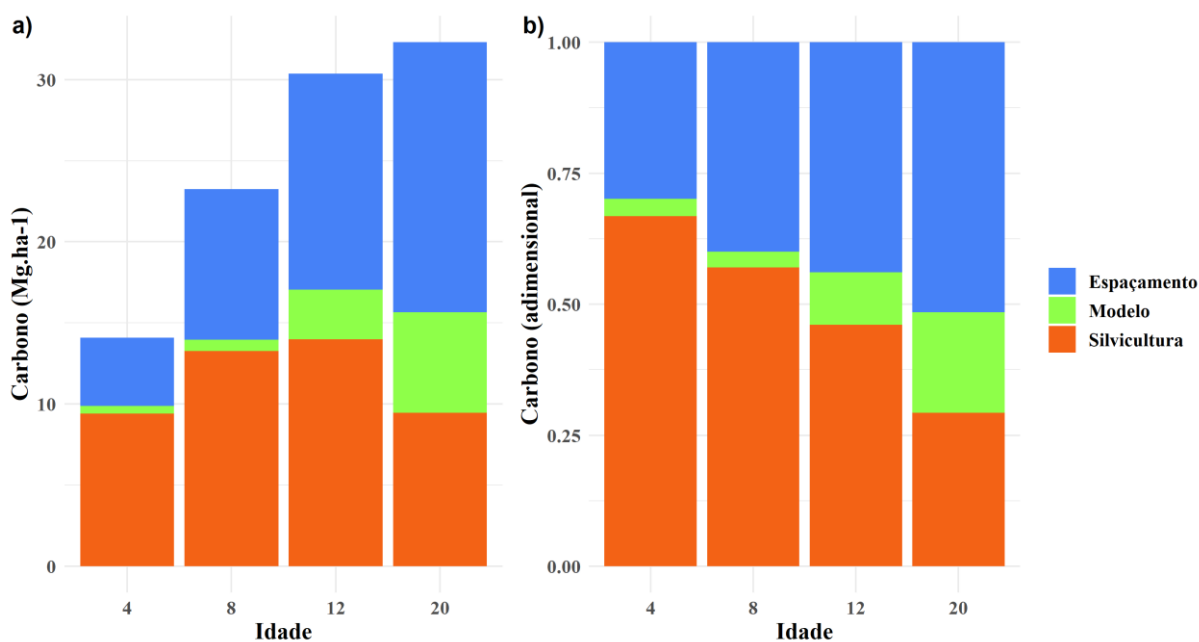 a)
Carbono (Mg.ha-1)
30
20
10
0
4 8 12 20
Idade
b)
Carbono (adimensional)
1.00
0.75
0.50
0.25
0.00
4 8 12 20
Idade
Espaçamento
Modelo
Silvicultura